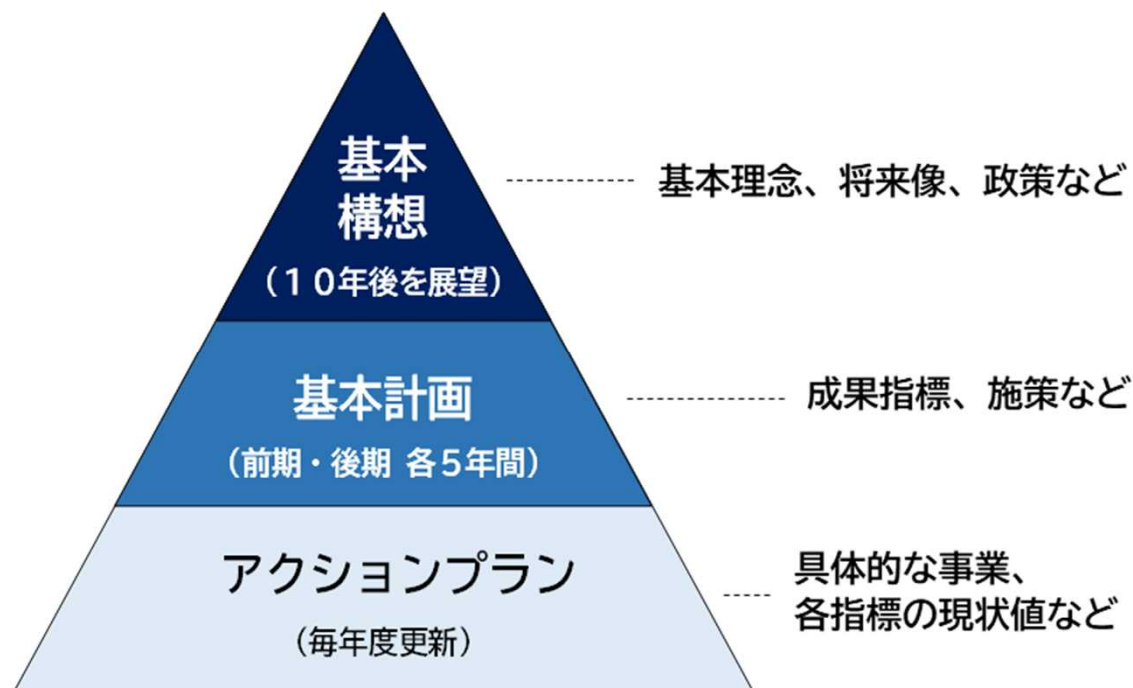 基本
構想
（１０年後を展望）
基本理念、将来像、政策など
基本計画
（前期・後期 各５年間）
成果指標、施策など
アクションプラン
（毎年度更新）
具体的な事業、
各指標の現状値など